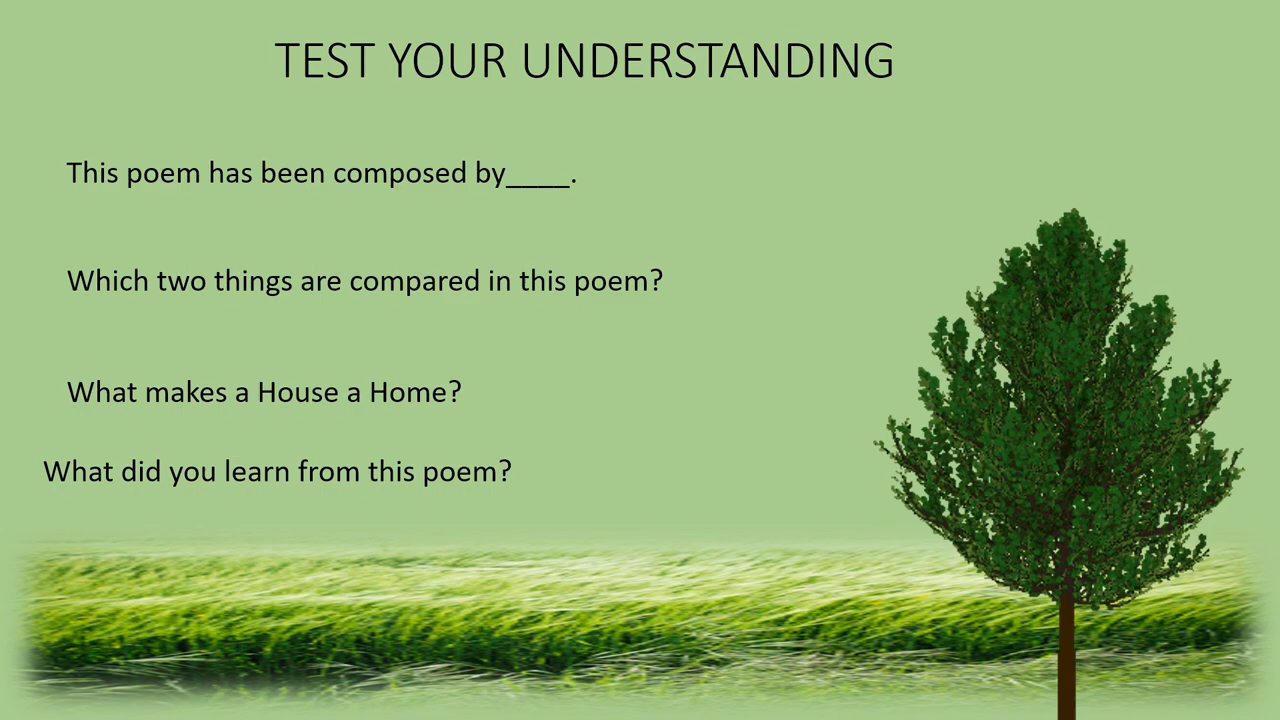 TEST YOUR UNDERSTANDING
This poem has been composed by____.
Which two things are compared in this poem?
What makes a House a Home?
What did you learn from this poem?